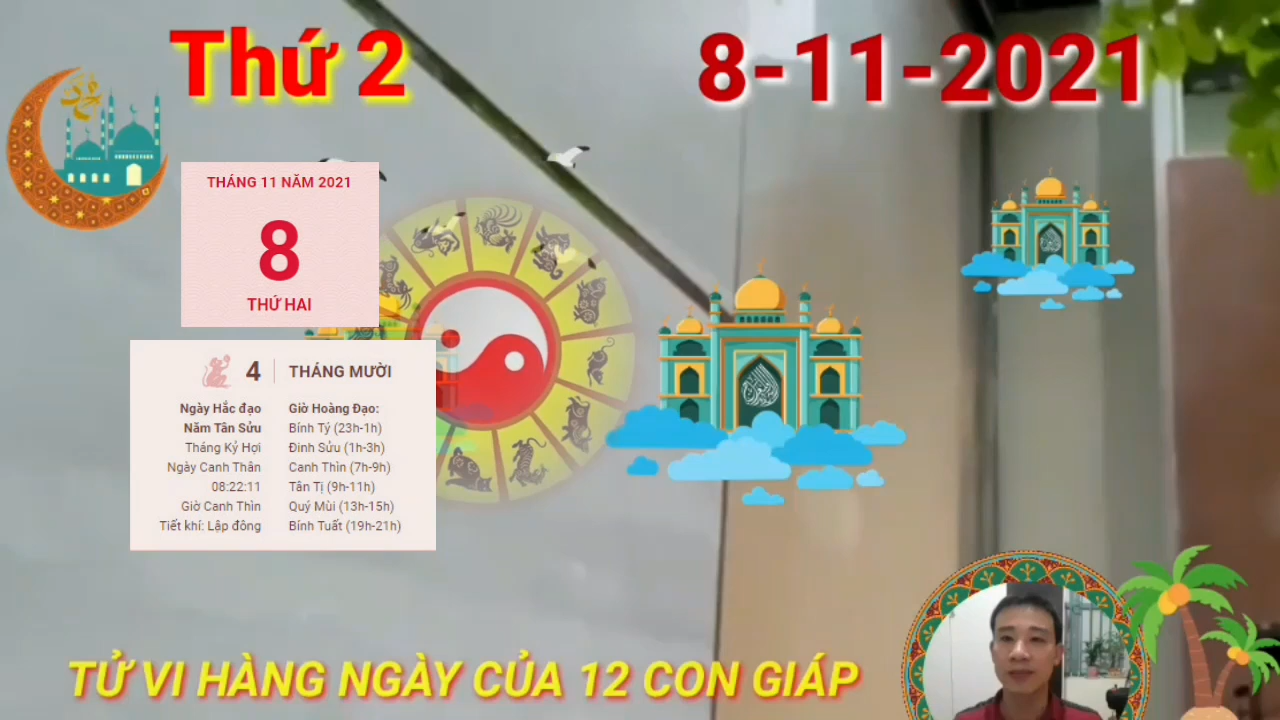 Thứ 2
8-11-2021
THÁNG 11 NĂM 2021
8
THỨ HAI
4 THÁNG MƯỜI
Ngày Hắc đạo
Năm Tân Sửu
Tháng Kỷ Hợi
Ngày Canh Thân
08:22:11
Giờ Canh Thìn
Tiết khí: Lập đông
Giờ Hoàng Đạo:
Bính Tý (23h-1h)
Đinh Sửu (1h-3h)
Canh Thìn (7h-9h)
Tân Tị (9h-11h)
Quý Mùi (13h-15h)
Bính Tuất (19h-21h)
TỬ VI HÀNG NGÀY CỦA 12 CON GIÁP